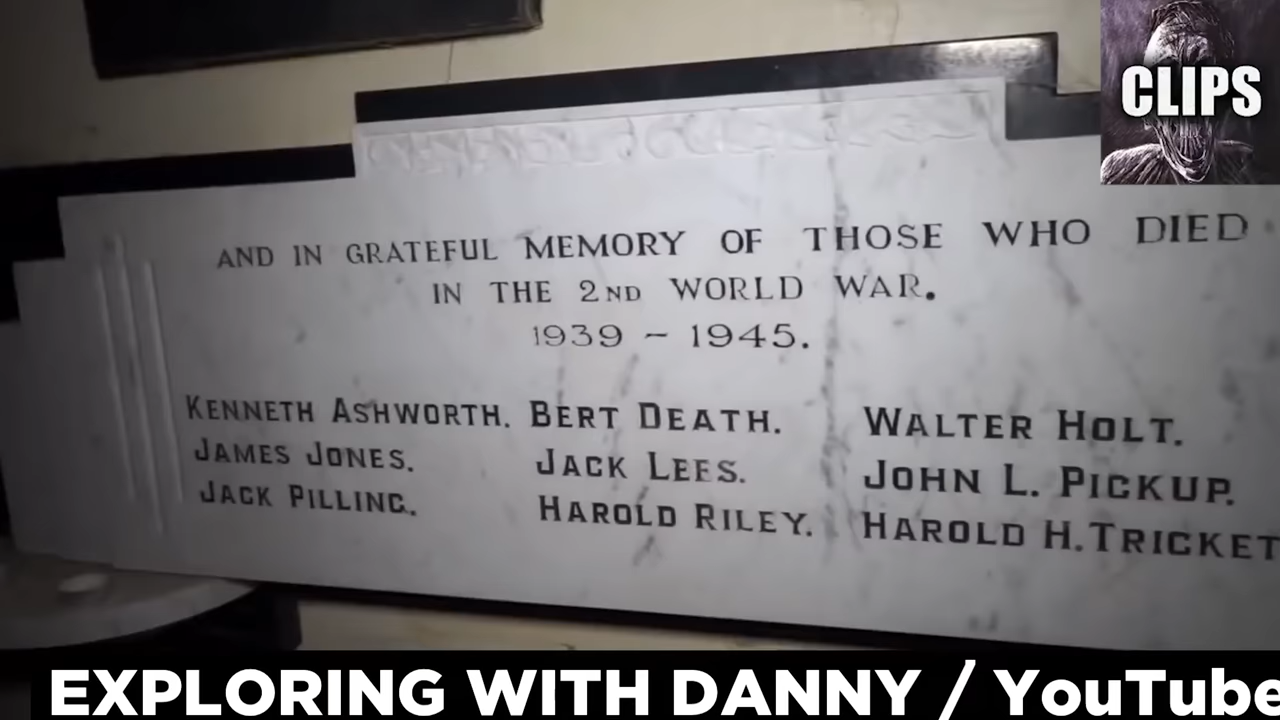 CLIPS
AND IN GRATEFUL MEMORY OF THOSE WHO DIED
IN THE 2ND WORLD WAR.
1939 – 1945.
KENNETH ASHWORTH. BERT DEATH. WALTER HOLT.
JAMES JONES. JACK LEES. JOHN L. PICKUP.
JACK PILLING. HAROLD RILEY. HAROLD H. TRICKET
EXPLORING WITH DANNY / YouTube